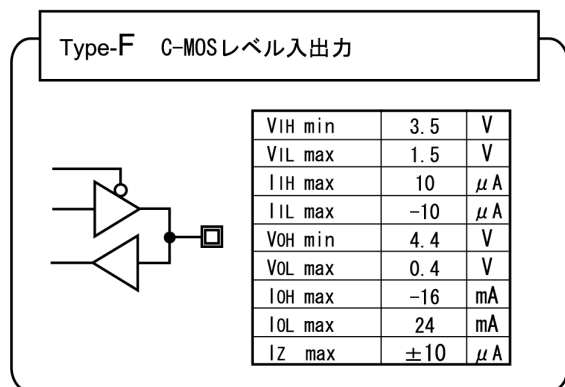 Type-F C-MOSレベル入出力
VIH min 3.5 V
VIL max 1.5 V
IIH max 10 μA
IIL max -10 μA
VOH min 4.4 V
VOL max 0.4 V
IOH max -16 mA
IOL max 24 mA
IZ max ±10 μA